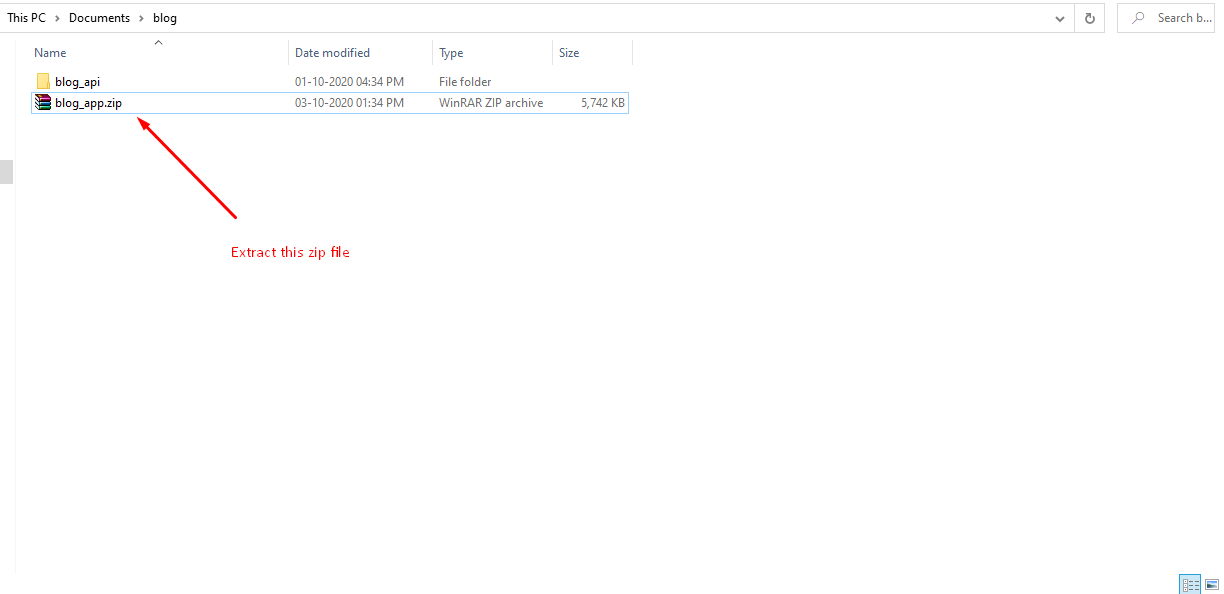 This PC > Documents > blog
Search b...
Name Date modified Type Size
blog_api 01-10-2020 04:34 PM File folder
blog_app.zip 03-10-2020 01:34 PM WinRAR ZIP archive 5,742 KB
Extract this zip file